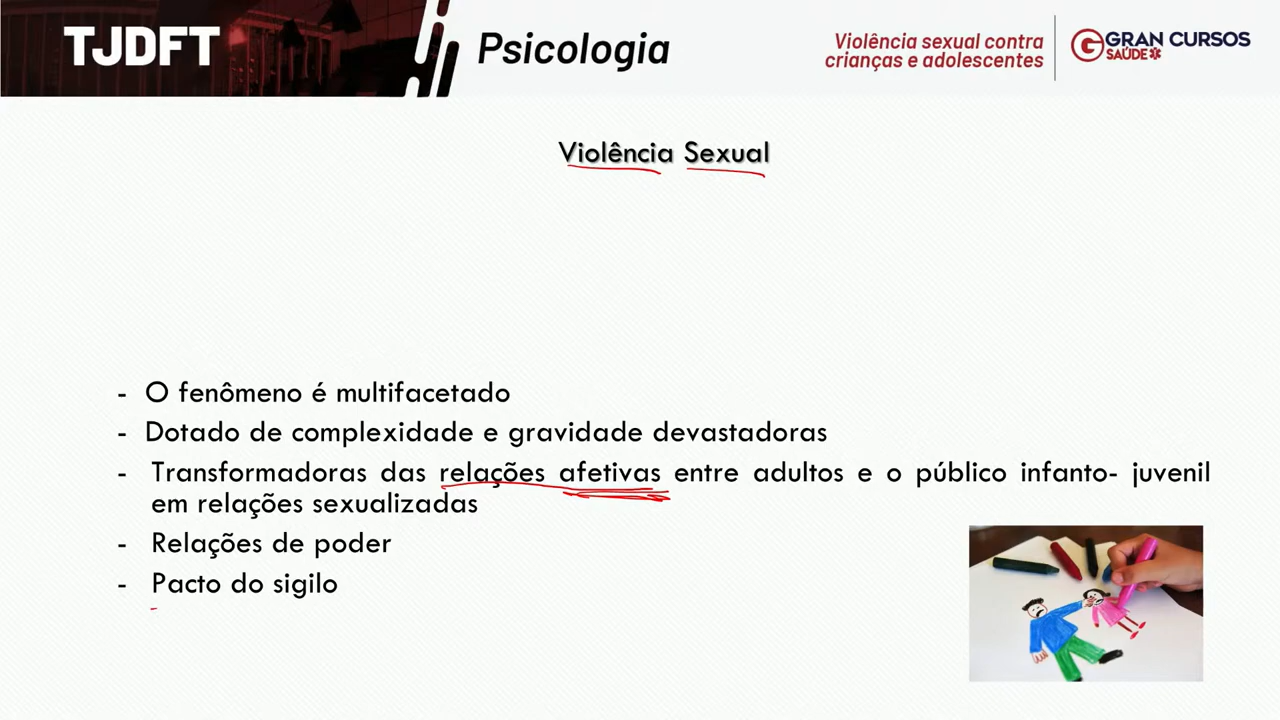 TJDFT
Psicologia
Violência sexual contra
crianças e adolescentes
GRAN CURSOS
SAÚDE
Violência Sexual
- O fenômeno é multifacetado
- Dotado de complexidade e gravidade devastadoras
- Transformadoras das relações afetivas entre adultos e o público infanto- juvenil
em relações sexualizadas
- Relações de poder
- Pacto do sigilo